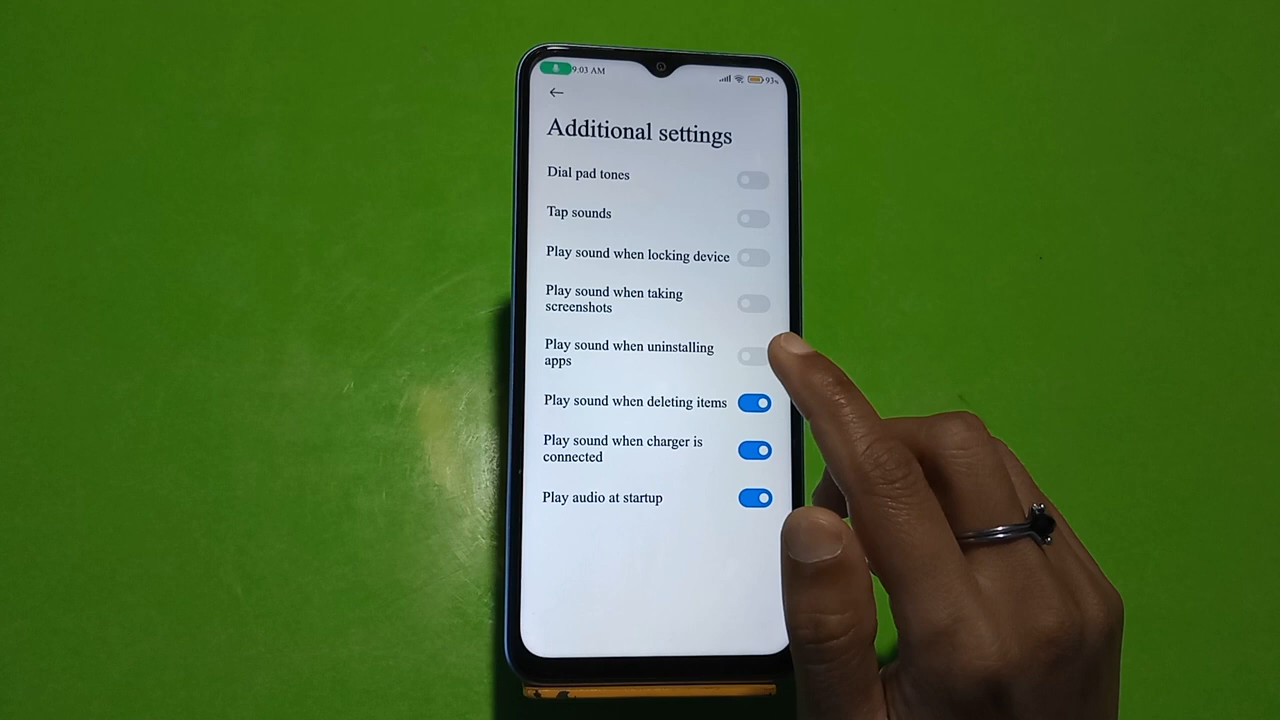 9:03 AM
93%
Additional settings
Dial pad tones
Tap sounds
Play sound when locking device
Play sound when taking
screenshots
Play sound when uninstalling
apps
Play sound when deleting items
Play sound when charger is
connected
Play audio at startup